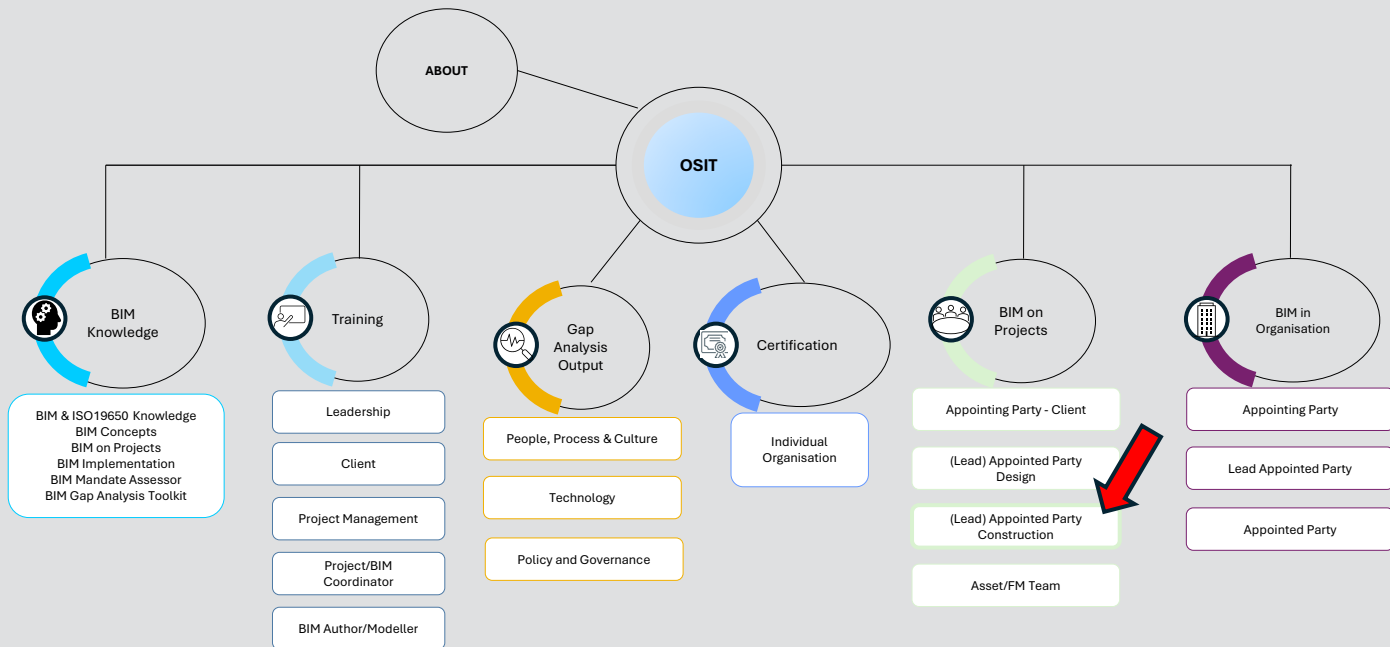 ABOUT
OSIT
BIM
Knowledge
BIM & ISO19650 Knowledge
BIM Concepts
BIM on Projects
BIM Implementation
BIM Mandate Assessor
BIM Gap Analysis Toolkit
Training
Leadership
Client
Project Management
Project/BIM
Coordinator
BIM Author/Modeller
Gap
Analysis
Output
People, Process & Culture
Technology
Policy and Governance
Certification
Individual
Organisation
BIM on
Projects
Appointing Party - Client
(Lead) Appointed Party
Design
(Lead) Appointed Party
Construction
Asset/FM Team
BIM in
Organisation
Appointing Party
Lead Appointed Party
Appointed Party